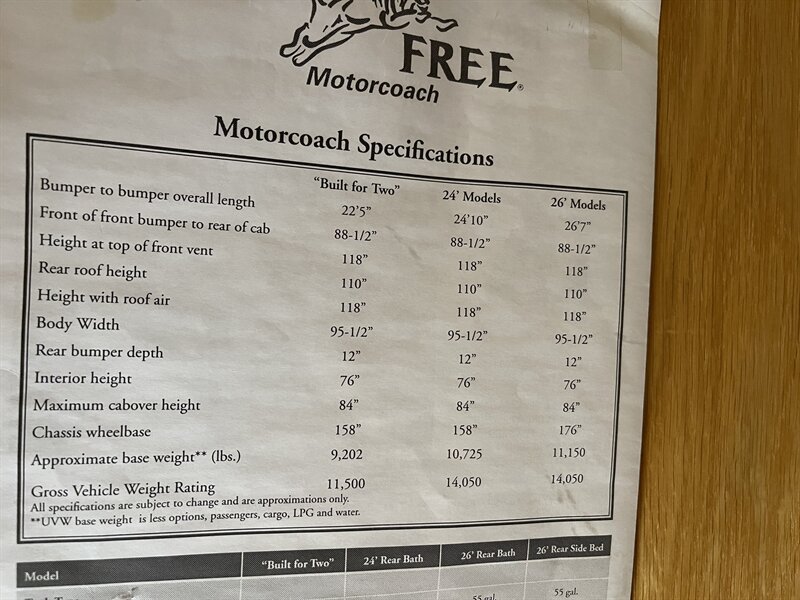 FREE®
Motorcoach
Motorcoach Specifications
"Built for Two" 24' Models 26' Models
Bumper to bumper overall length 22'5" 24'10" 26'7"
Front of front bumper to rear of cab 88-1/2" 88-1/2" 88-1/2"
Height at top of front vent 118" 118" 118"
Rear roof height 110" 110" 110"
Height with roof air 118" 118" 118"
Body Width 95-1/2" 95-1/2" 95-1/2"
Rear bumper depth 12" 12" 12"
Interior height 76" 76" 76"
Maximum cabover height 84" 84" 84"
Chassis wheelbase 158" 158" 176"
Approximate base weight** (lbs.) 9,202 10,725 11,150
Gross Vehicle Weight Rating 11,500 14,050 14,050
All specifications are subject to change and are approximations only.
**UVW base weight is less options, passengers, cargo, LPG and water.
Model "Built for Two" 24' Rear Bath 26' Rear Bath 26' Rear Side Bed
55 gal. 55 gal.